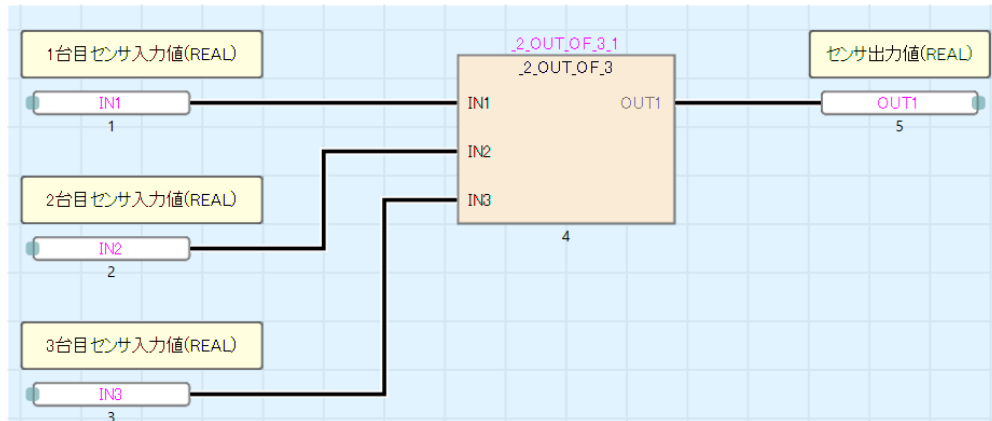 1台目センサ入力値(REAL)
IN1
1
2台目センサ入力値(REAL)
IN2
2
3台目センサ入力値(REAL)
IN3
3
_2_OUT_OF_3_1
_2_OUT_OF_3
IN1 OUT1
IN2
IN3
4
センサ出力値(REAL)
OUT1
5